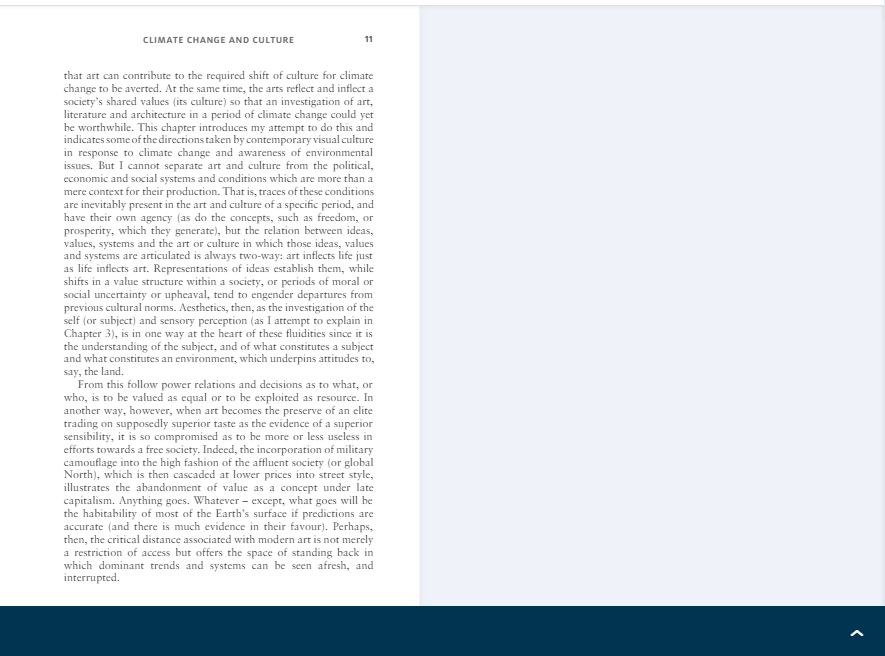 CLIMATE CHANGE AND CULTURE 11
that art can contribute to the required shift of culture for climate
change to be averted. At the same time, the arts reflect and inflect a
society's shared values (its culture) so that an investigation of art,
literature and architecture in a period of climate change could yet
be worthwhile. This chapter introduces my attempt to do this and
indicates some of the directions taken by contemporary visual culture
in response to climate change and awareness of environmental
issues. But I cannot separate art and culture from the political,
economic and social systems and conditions which are more than a
mere context for their production. That is, traces of these conditions
are inevitably present in the art and culture of a specific period, and
have their own agency (as do the concepts, such as freedom, or
prosperity, which they generate), but the relation between ideas,
values, systems and the art or culture in which those ideas, values
and systems are articulated is always two-way: art inflects life just
as life inflects art. Representations of ideas establish them, while
shifts in a value structure within a society, or periods of moral or
social uncertainty or upheaval, tend to engender departures from
previous cultural norms. Aesthetics, then, as the investigation of the
self (or subject) and sensory perception (as I attempt to explain in
Chapter 3), is in one way at the heart of these fluidities since it is
the understanding of the subject, and of what constitutes a subject
and what constitutes an environment, which underpins attitudes to,
say, the land.
From this follow power relations and decisions as to what, or
who, is to be valued as equal or to be exploited as resource. In
another way, however, when art becomes the preserve of an elite
trading on supposedly superior taste as the evidence of a superior
sensibility, it is so compromised as to be more or less useless in
efforts towards a free society. Indeed, the incorporation of military
camouflage into the high fashion of the affluent society (or global
North), which is then cascaded at lower prices into street style,
illustrates the abandonment of value as a concept under late
capitalism. Anything goes. Whatever – except, what goes will be
the habitability of most of the Earth's surface if predictions are
accurate (and there is much evidence in their favour). Perhaps,
then, the critical distance associated with modern art is not merely
a restriction of access but offers the space of standing back in
which dominant trends and systems can be seen afresh, and
interrupted.